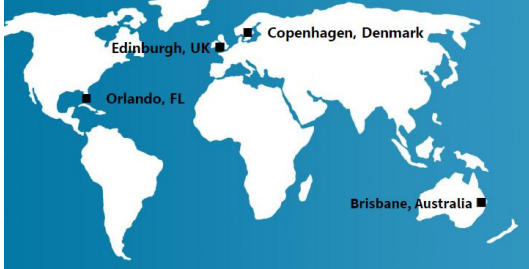 Copenhagen, Denmark
Edinburgh, UK
Orlando, FL
Brisbane, Australia